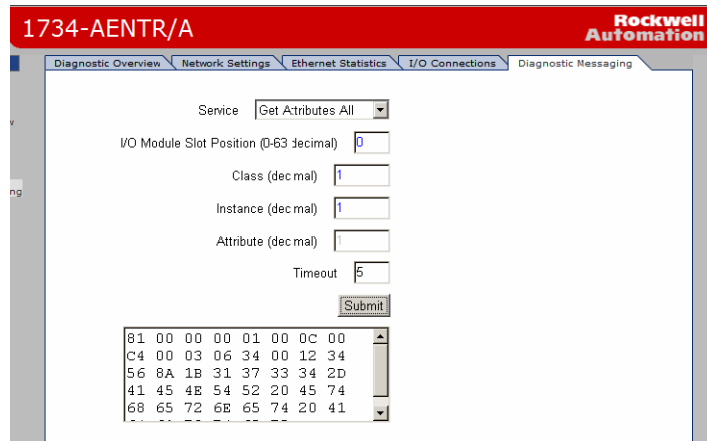 1734-AENTR/A
Rockwell
Automation
Diagnostic Overview Network Settings Ethernet Statistics I/O Connections Diagnostic Messaging
Service Get Attributes All
I/O Module Slot Position (0-63 decimal) 0
Class (decimal) 1
Instance (decimal) 1
Attribute (decimal) 1
Timeout 5
ng
Submit
81 00 00 00 01 00 0C 00
C4 00 03 06 34 00 12 34
56 8A 1B 31 37 33 34 2D
41 45 4E 54 52 20 45 74
68 65 72 6E 65 74 20 41